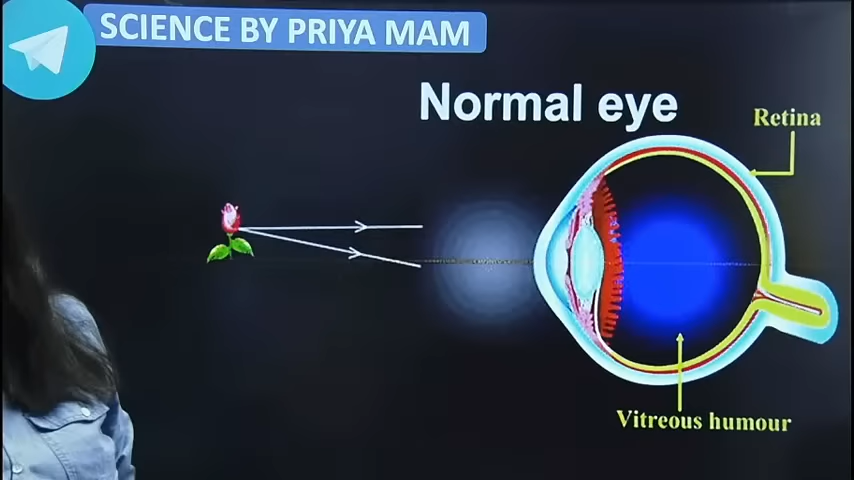 SCIENCE BY PRIYA MAM
Normal eye
Retina
Vitreous humour